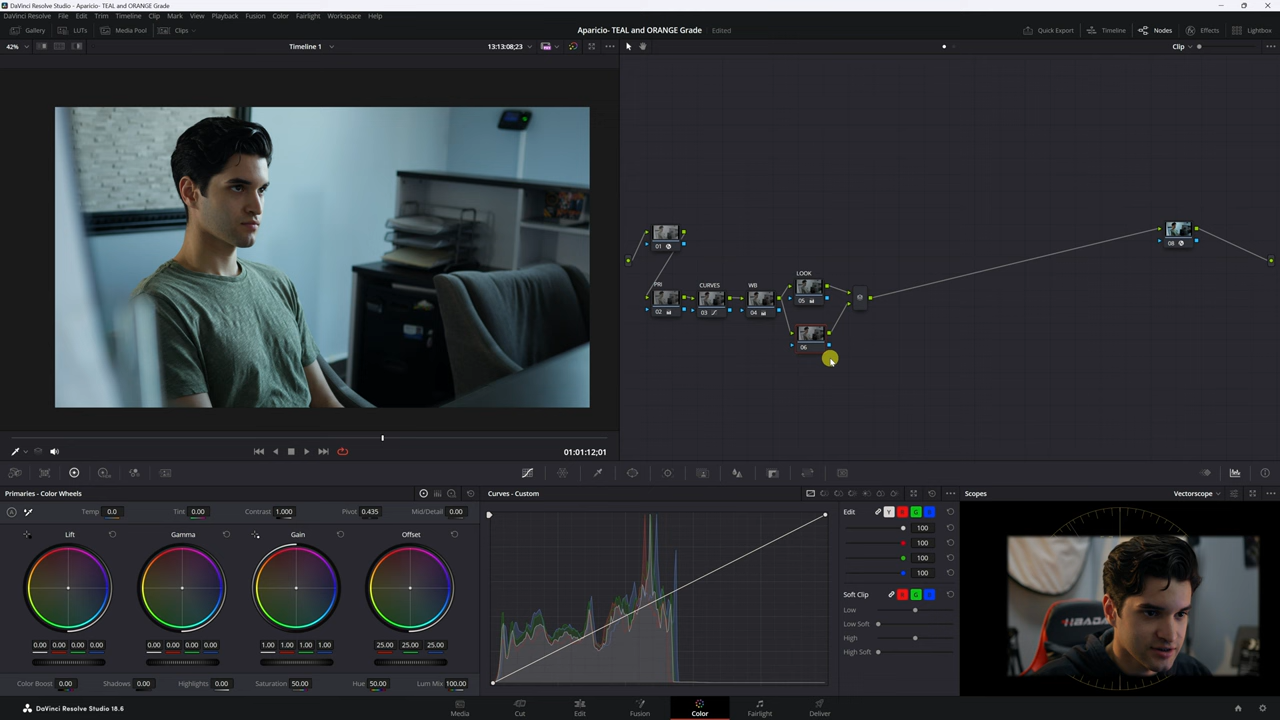 DaVinci Resolve Studio - Aparicio- TEAL and ORANGE Grade
DaVinci Resolve File Edit Trim Timeline Clip Mark View Playback Fusion Color Fairlight Workspace Help
Gallery LUTs Media Pool Clips Aparicio- TEAL and ORANGE Grade Edited Quick Export Timeline Nodes Effects Lightbox
42% Timeline 1 13:13:08;23 Clip
01
PRI CURVES WB LOOK
02 03 04 05
06
08
01:01:12;01
Primaries - Color Wheels Curves - Custom Scopes Vectorscope
Temp 0.0 Tint 0.00 Contrast 1.000 Pivot 0.435 Mid/Detail 0.00
Lift Gamma Gain Offset
0.00 0.00 0.00 0.00 0.00 0.00 0.00 0.00 1.00 1.00 1.00 1.00 25.00 25.00 25.00
Color Boost 0.00 Shadows 0.00 Highlights 0.00 Saturation 50.00 Hue 50.00 Lum Mix 100.00
Edit Y R G B
100
100
100
100
Soft Clip R G B
Low
Low Soft
High
High Soft
DaVinci Resolve Studio 18.6 Media Cut Edit Fusion Color Fairlight Deliver